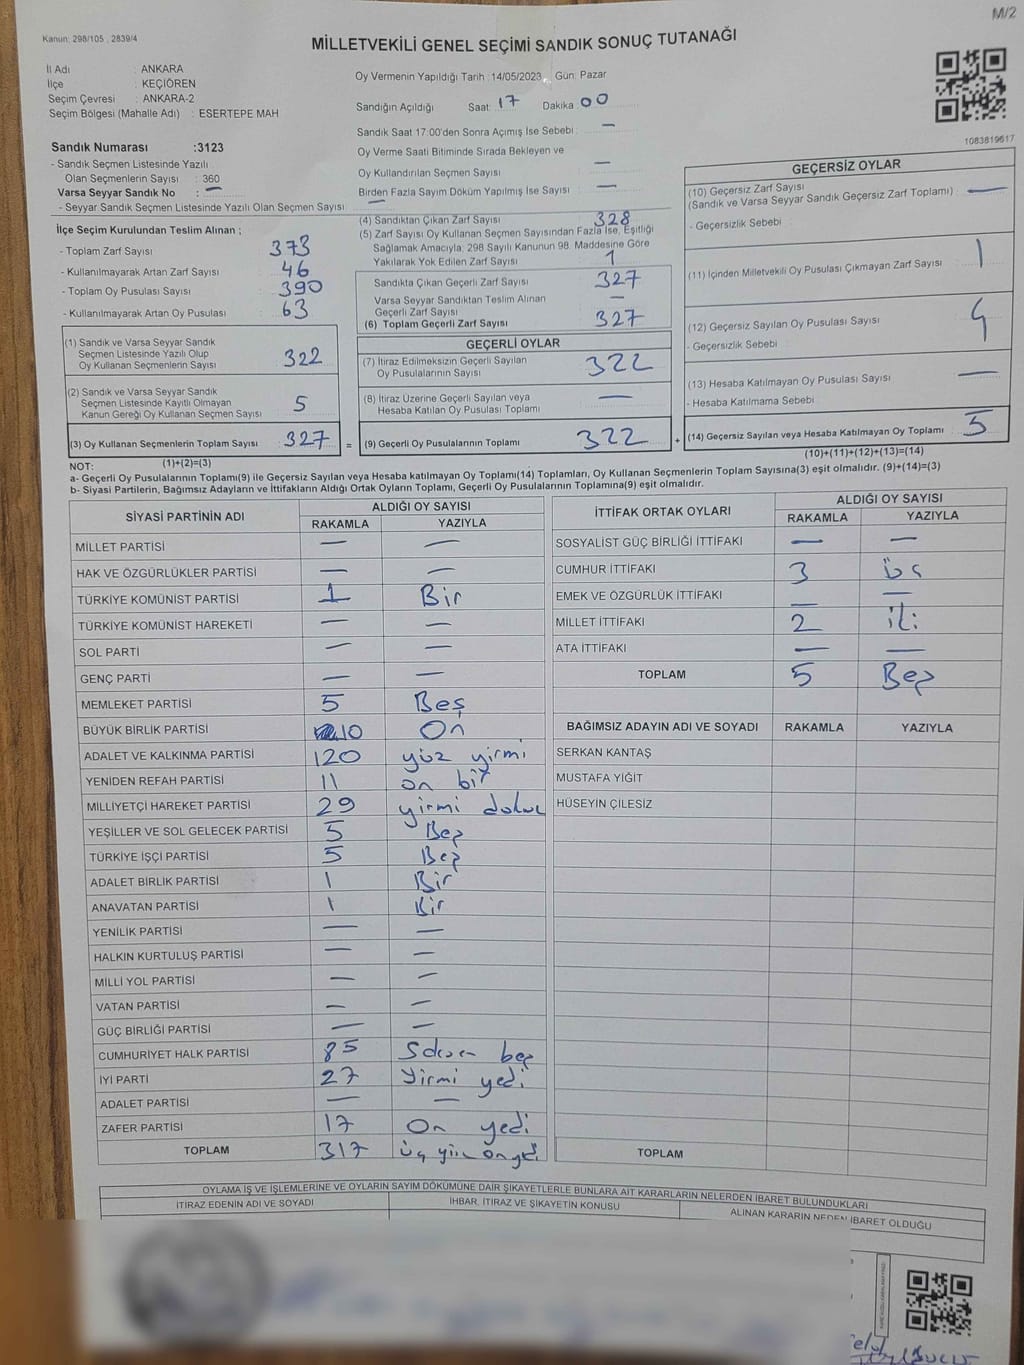 M/2
Kanun: 298/105 , 2839/4
MİLLETVEKİLİ GENEL SEÇİMİ SANDIK SONUÇ TUTANAĞI
İl Adı : ANKARA
İlçe : KEÇİÖREN
Seçim Çevresi : ANKARA-2
Seçim Bölgesi (Mahalle Adı) : ESERTEPE MAH
Sandık Numarası :3123
- Sandık Seçmen Listesinde Yazılı
Olan Seçmenlerin Sayısı : 360
Varsa Seyyar Sandık No : —
- Seyyar Sandık Seçmen Listesinde Yazılı Olan Seçmen Sayısı —
Oy Vermenin Yapıldığı Tarih : 14/05/2023 , Gün: Pazar
Sandığın Açıldığı Saat: 17 Dakika 00
Sandık Saat 17:00'den Sonra Açımış İse Sebebi : —
Oy Verme Saati Bitiminde Sırada Bekleyen ve
Oy Kullandırılan Seçmen Sayısı —
Birden Fazla Sayım Döküm Yapılmış İse Sayısı —
1083819617
İlçe Seçim Kurulundan Teslim Alınan ;
- Toplam Zarf Sayısı 373
- Kullanılmayarak Artan Zarf Sayısı 46
- Toplam Oy Pusulası Sayısı 390
- Kullanılmayarak Artan Oy Pusulası 63
(1) Sandık ve Varsa Seyyar Sandık
Seçmen Listesinde Yazılı Olup
Oy Kullanan Seçmenlerin Sayısı 322
(2) Sandık ve Varsa Seyyar Sandık
Seçmen Listesinde Kayıtlı Olmayan
Kanun Gereği Oy Kullanan Seçmen Sayısı 5
(3) Oy Kullanan Seçmenlerin Toplam Sayısı 327 =
(1)+(2)=(3)
(4) Sandıktan Çıkan Zarf Sayısı 328
(5) Zarf Sayısı Oy Kullanan Seçmen Sayısından Fazla İse, Eşitliği
Sağlamak Amacıyla; 298 Sayılı Kanunun 98. Maddesine Göre
Yakılarak Yok Edilen Zarf Sayısı 1
Sandıkta Çıkan Geçerli Zarf Sayısı 327
Varsa Seyyar Sandıktan Teslim Alınan
Geçerli Zarf Sayısı —
(6) Toplam Geçerli Zarf Sayısı 327
GEÇERLİ OYLAR
(7) İtiraz Edilmeksizin Geçerli Sayılan
Oy Pusulalarının Sayısı 322
(8) İtiraz Üzerine Geçerli Sayılan veya
Hesaba Katılan Oy Pusulası Toplamı —
(9) Geçerli Oy Pusulalarının Toplamı 322 +
GEÇERSİZ OYLAR
(10) Geçersiz Zarf Sayısı
(Sandık ve Varsa Seyyar Sandık Geçersiz Zarf Toplamı) —
- Geçersizlik Sebebi :
(11) İçinden Milletvekili Oy Pusulası Çıkmayan Zarf Sayısı 1
(12) Geçersiz Sayılan Oy Pusulası Sayısı 4
- Geçersizlik Sebebi :
(13) Hesaba Katılmayan Oy Pusulası Sayısı —
- Hesaba Katılmama Sebebi :
(14) Geçersiz Sayılan veya Hesaba Katılmayan Oy Toplamı 5
(10)+(11)+(12)+(13)=(14)
NOT:
a- Geçerli Oy Pusulalarının Toplamı(9) ile Geçersiz Sayılan veya Hesaba katılmayan Oy Toplamı(14) Toplamları, Oy Kullanan Seçmenlerin Toplam Sayısına(3) eşit olmalıdır. (9)+(14)=(3)
b- Siyasi Partilerin, Bağımsız Adayların ve İttifakların Aldığı Ortak Oyların Toplamı, Geçerli Oy Pusulalarının Toplamına(9) eşit olmalıdır.
SİYASİ PARTİNİN ADI ALDIĞI OY SAYISI
RAKAMLA YAZIYLA
MİLLET PARTİSİ — —
HAK VE ÖZGÜRLÜKLER PARTİSİ — —
TÜRKİYE KOMÜNİST PARTİSİ 1 Bir
TÜRKİYE KOMÜNİST HAREKETİ — —
SOL PARTİ — —
GENÇ PARTİ — —
MEMLEKET PARTİSİ 5 Beş
BÜYÜK BİRLİK PARTİSİ 10 On
ADALET VE KALKINMA PARTİSİ 120 yüz yirmi
YENİDEN REFAH PARTİSİ 11 on bir
MİLLİYETÇİ HAREKET PARTİSİ 29 yirmi dokuz
YEŞİLLER VE SOL GELECEK PARTİSİ 5 Beş
TÜRKİYE İŞÇİ PARTİSİ 5 Beş
ADALET BİRLİK PARTİSİ 1 Bir
ANAVATAN PARTİSİ 1 Bir
YENİLİK PARTİSİ — —
HALKIN KURTULUŞ PARTİSİ — —
MİLLİ YOL PARTİSİ — —
VATAN PARTİSİ — —
GÜÇ BİRLİĞİ PARTİSİ — —
CUMHURİYET HALK PARTİSİ 85 Seksen beş
İYİ PARTİ 27 Yirmi yedi
ADALET PARTİSİ — —
ZAFER PARTİSİ 17 On yedi
TOPLAM 317 üç yüz on yedi
İTTİFAK ORTAK OYLARI ALDIĞI OY SAYISI
RAKAMLA YAZIYLA
SOSYALİST GÜÇ BİRLİĞİ İTTİFAKI — —
CUMHUR İTTİFAKI 3 üç
EMEK VE ÖZGÜRLÜK İTTİFAKI — —
MİLLET İTTİFAKI 2 iki
ATA İTTİFAKI — —
TOPLAM 5 Beş
BAĞIMSIZ ADAYIN ADI VE SOYADI RAKAMLA YAZIYLA
SERKAN KANTAŞ
MUSTAFA YİĞİT
HÜSEYİN ÇİLESİZ
TOPLAM
OYLAMA İŞ VE İŞLEMLERİNE VE OYLARIN SAYIM DÖKÜMÜNE DAİR ŞİKAYETLERLE BUNLARA AİT KARARLARIN NELERDEN İBARET BULUNDUKLARI
İTİRAZ EDENİN ADI VE SOYADI İHBAR, İTİRAZ VE ŞİKAYETİN KONUSU ALINAN KARARIN NEDEN İBARET OLDUĞU